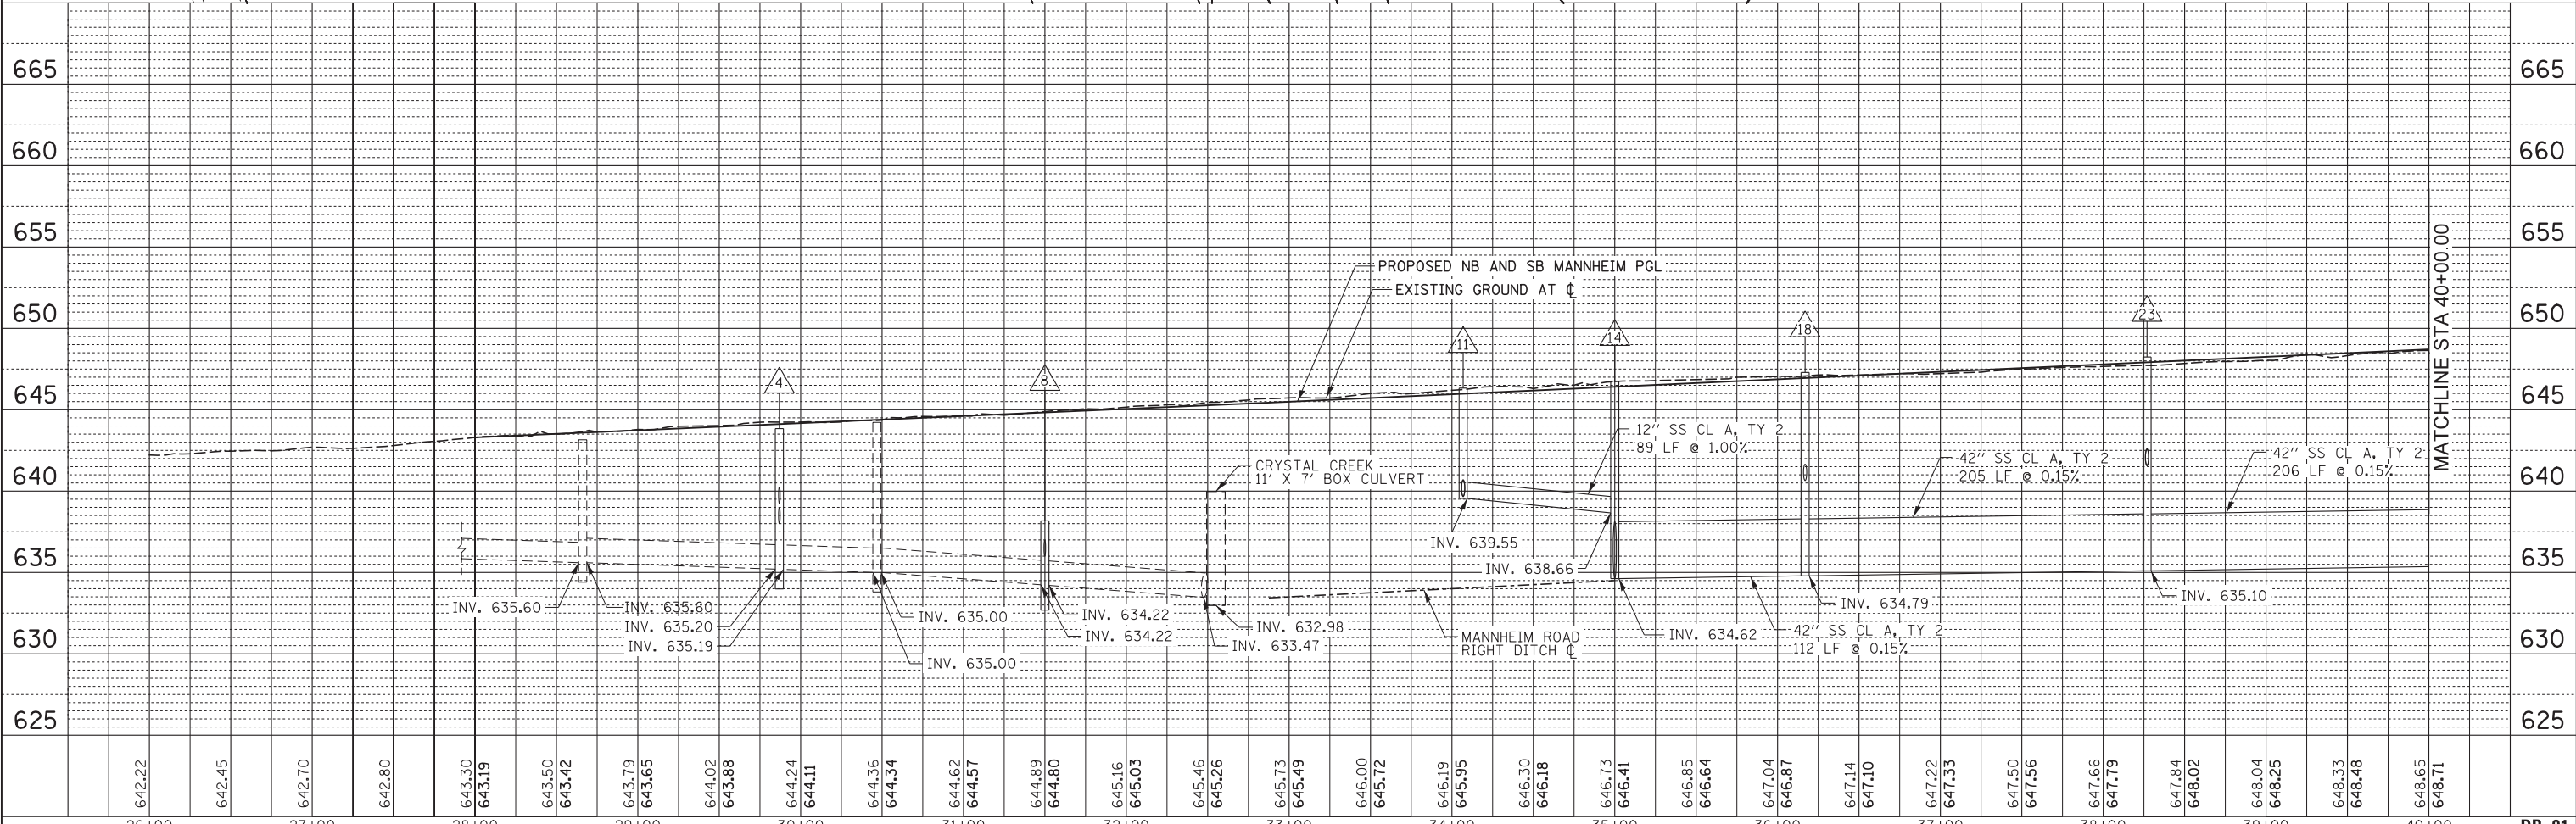 665
665
660
660
655
655
650
650
645
645
640
640
635
635
630
630
625
625
PROPOSED NB AND SB MANNHEIM PGL
EXISTING GROUND AT ℄
MATCHLINE STA 40+00.00
4
8
11
14
18
23
12" SS CL A, TY 2
89 LF @ 1.00%
CRYSTAL CREEK
11' X 7' BOX CULVERT
42" SS CL A, TY 2
205 LF @ 0.15%
42" SS CL A, TY 2
206 LF @ 0.15%
INV. 639.55
INV. 638.66
INV. 635.60
INV. 635.60
INV. 635.20
INV. 635.19
INV. 635.00
INV. 635.00
INV. 634.22
INV. 634.22
INV. 632.98
INV. 633.47
MANNHEIM ROAD
RIGHT DITCH ℄
INV. 634.62
INV. 634.79
42" SS CL A, TY 2
112 LF @ 0.15%
INV. 635.10
642.22
642.45
642.70
642.80
643.30
643.19
643.50
643.42
643.79
643.65
644.02
643.88
644.24
644.11
644.36
644.34
644.62
644.57
644.89
644.80
645.16
645.03
645.46
645.26
645.73
645.49
646.00
645.72
646.19
645.95
646.30
646.18
646.73
646.41
646.85
646.64
647.04
646.87
647.14
647.10
647.22
647.33
647.50
647.56
647.66
647.79
647.84
648.02
648.04
648.25
648.33
648.48
648.65
648.71